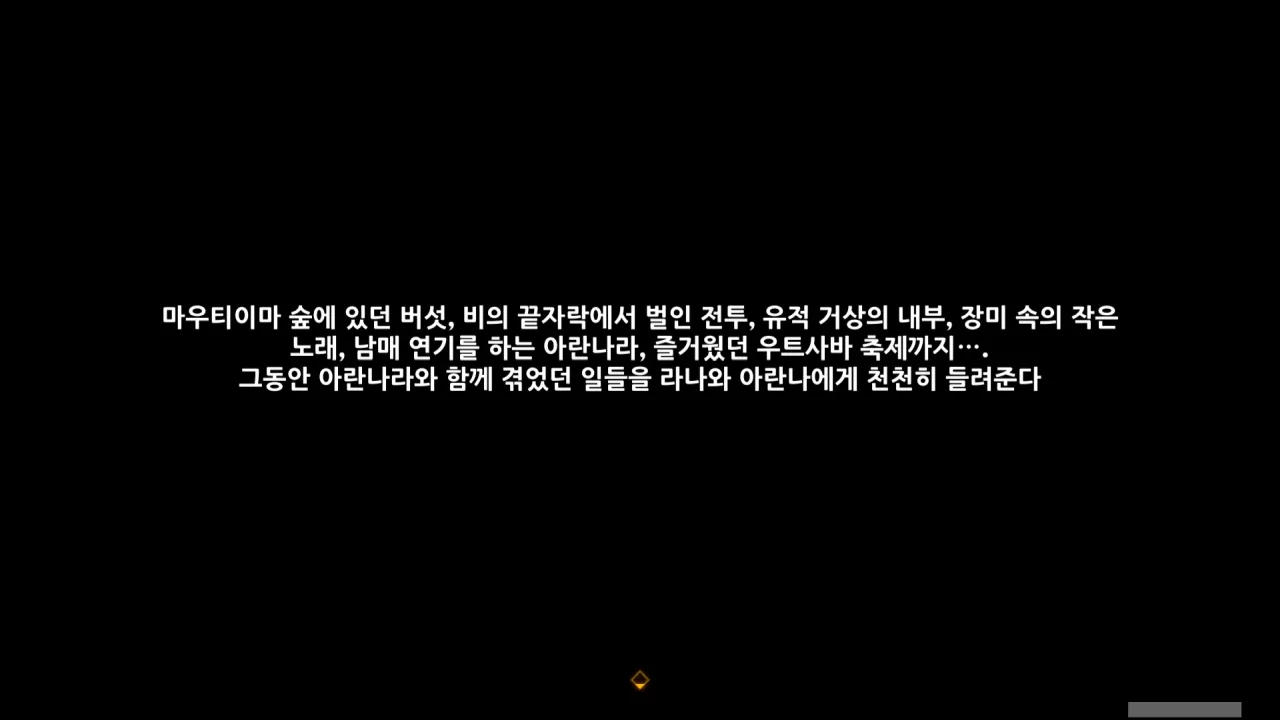 마우티이마 숲에 있던 버섯, 비의 끝자락에서 벌인 전투, 유적 거상의 내부, 장미 속의 작은
노래, 남매 연기를 하는 아란나라, 즐거웠던 우트사바 축제까지….
그동안 아란나라와 함께 겪었던 일들을 라나와 아란나에게 천천히 들려준다